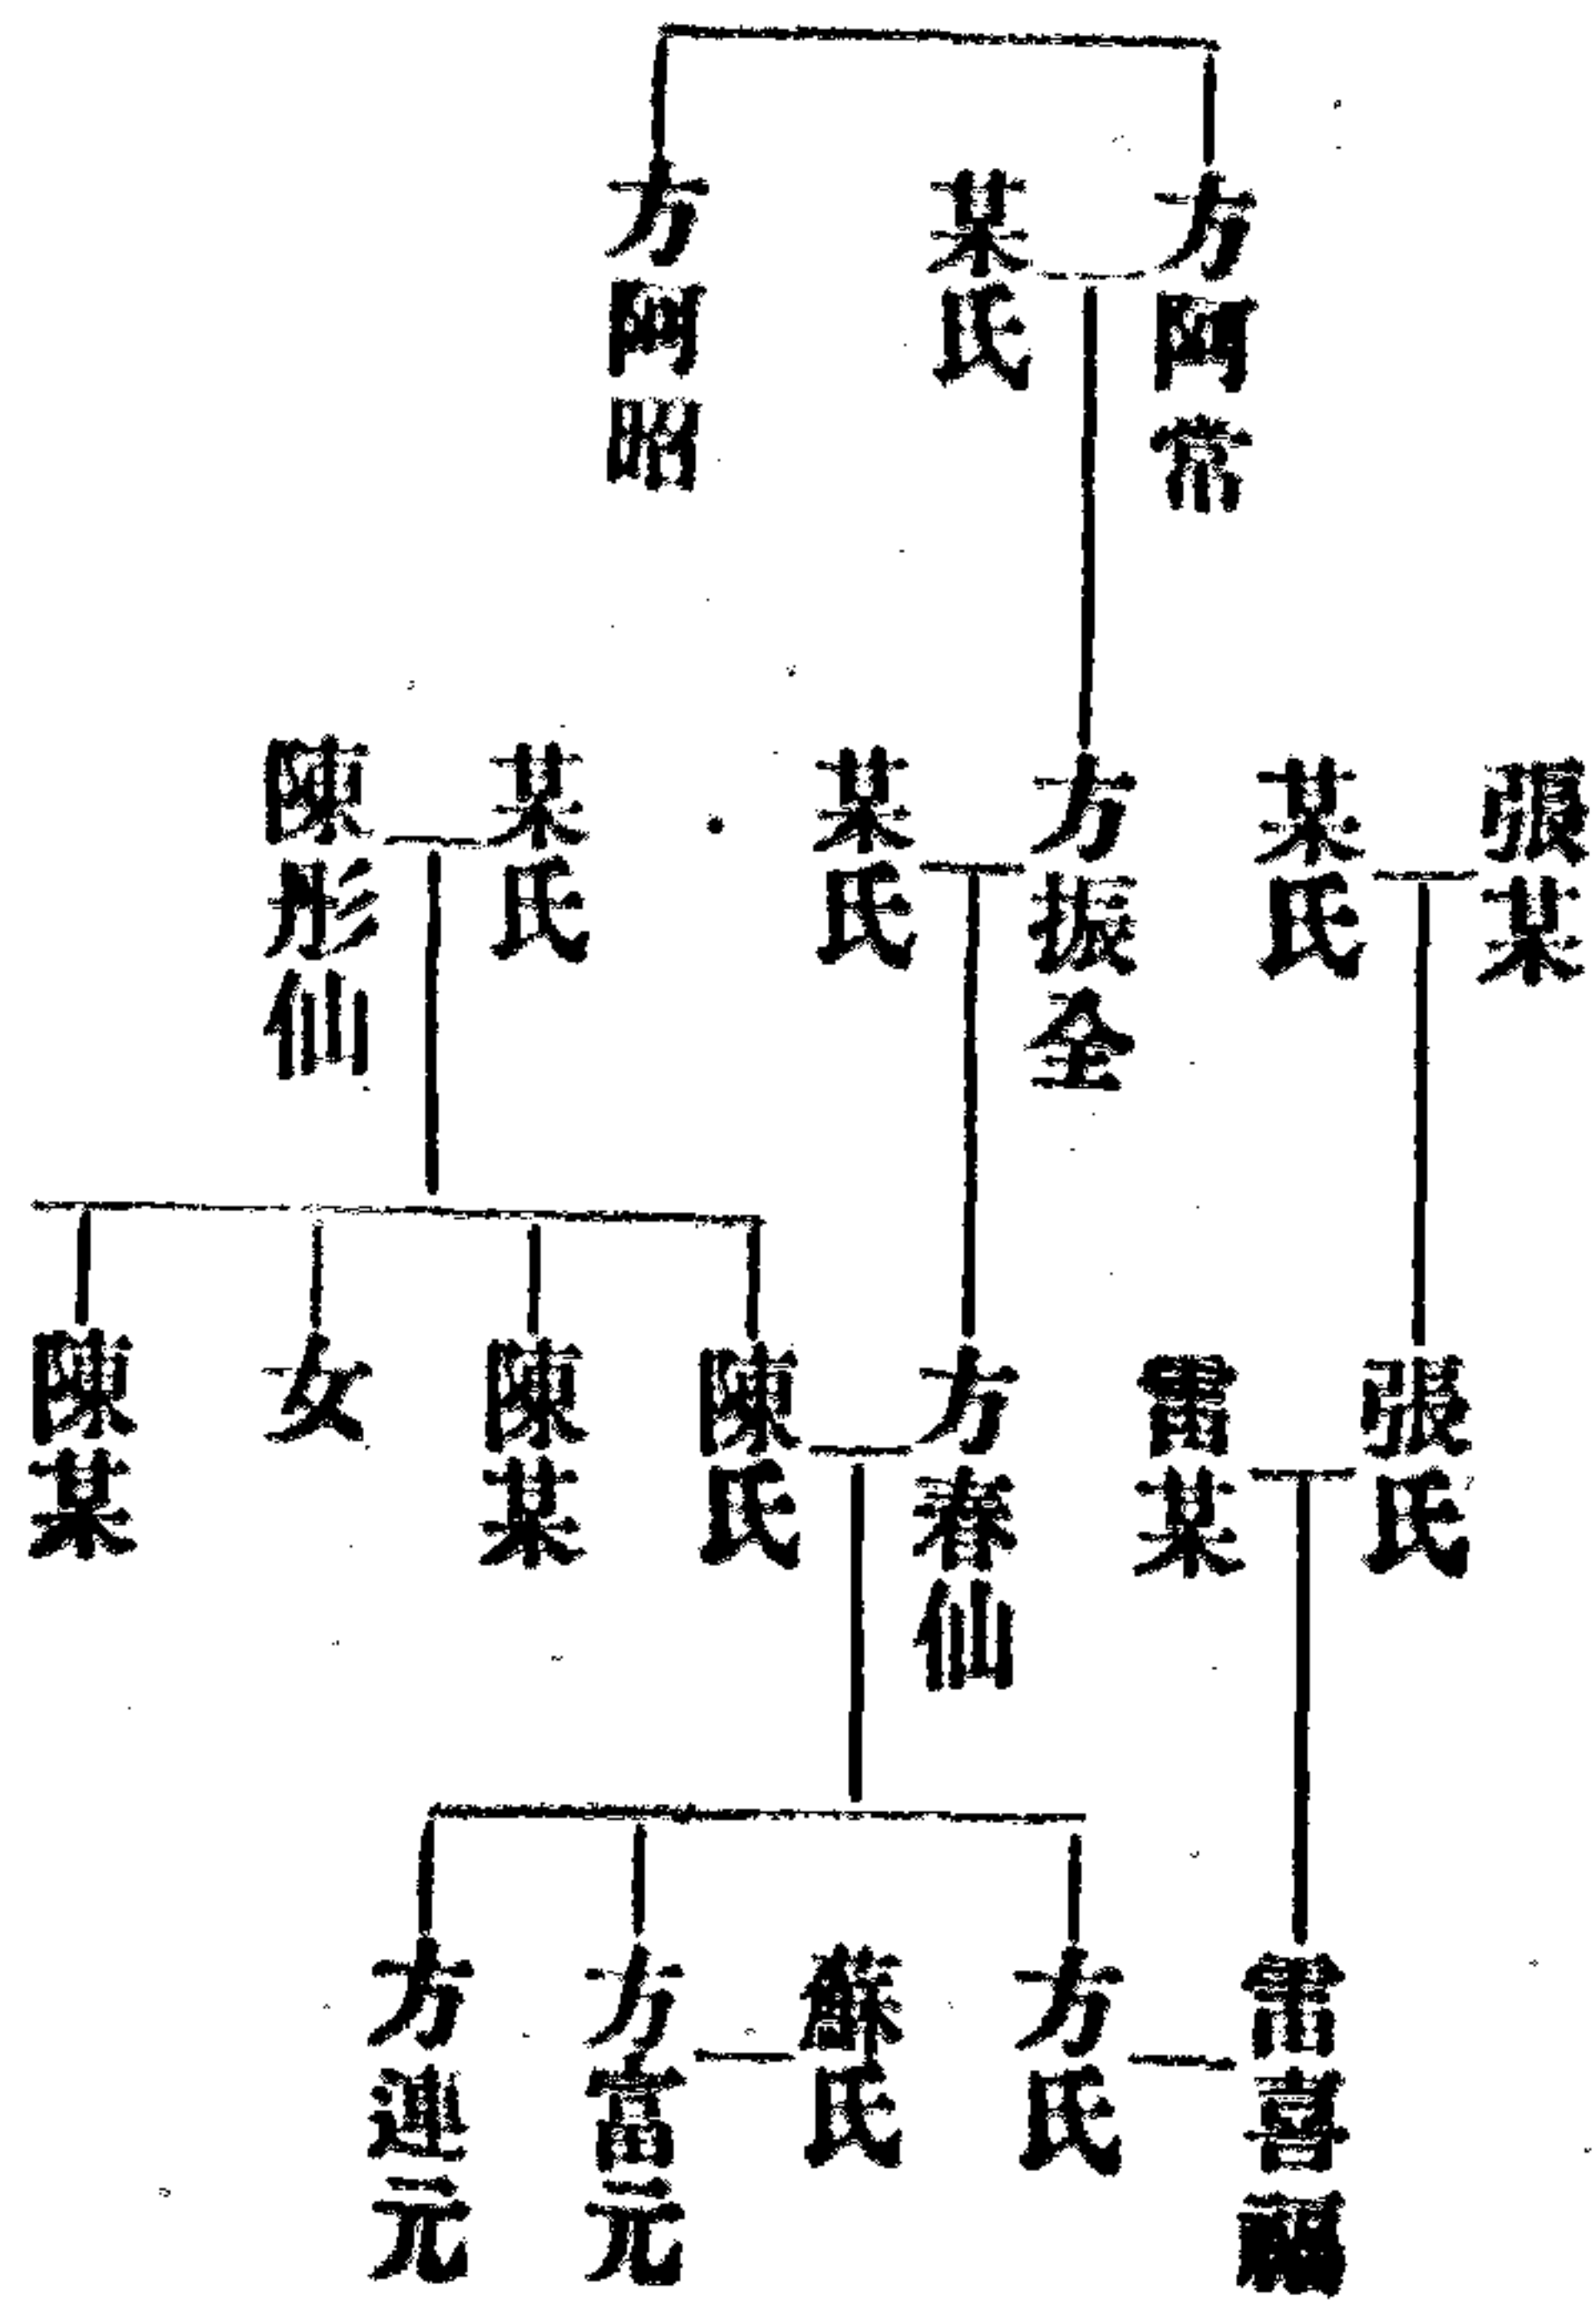 方阿常
某氏
方阿昭
張某
某氏
方振全
某氏
某氏
陳彤仙
張氏
雷某
方春仙
陳氏
陳某
女
陳某
雷喜福
方氏
蘇氏
方富元
方連元